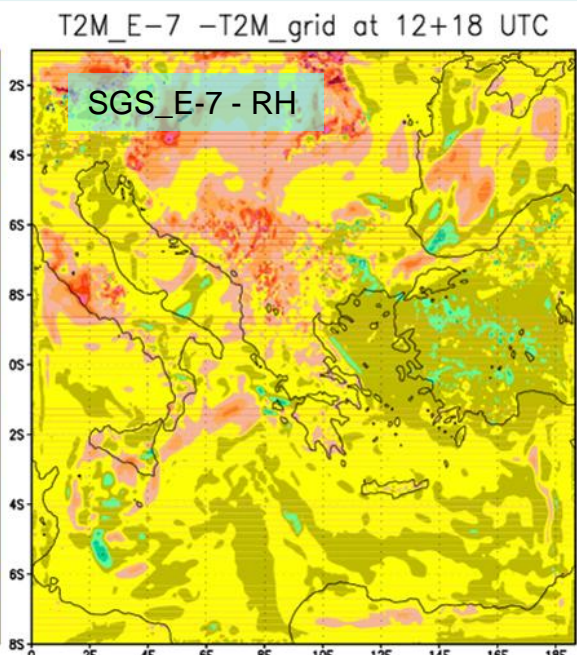 T2M_E-7 -T2M_grid at 12+18 UTC
SGS_E-7 - RH
2S
4S
6S
8S
0S
2S
4S
6S
8S
0 25 45 65 85 105 125 145 165 185